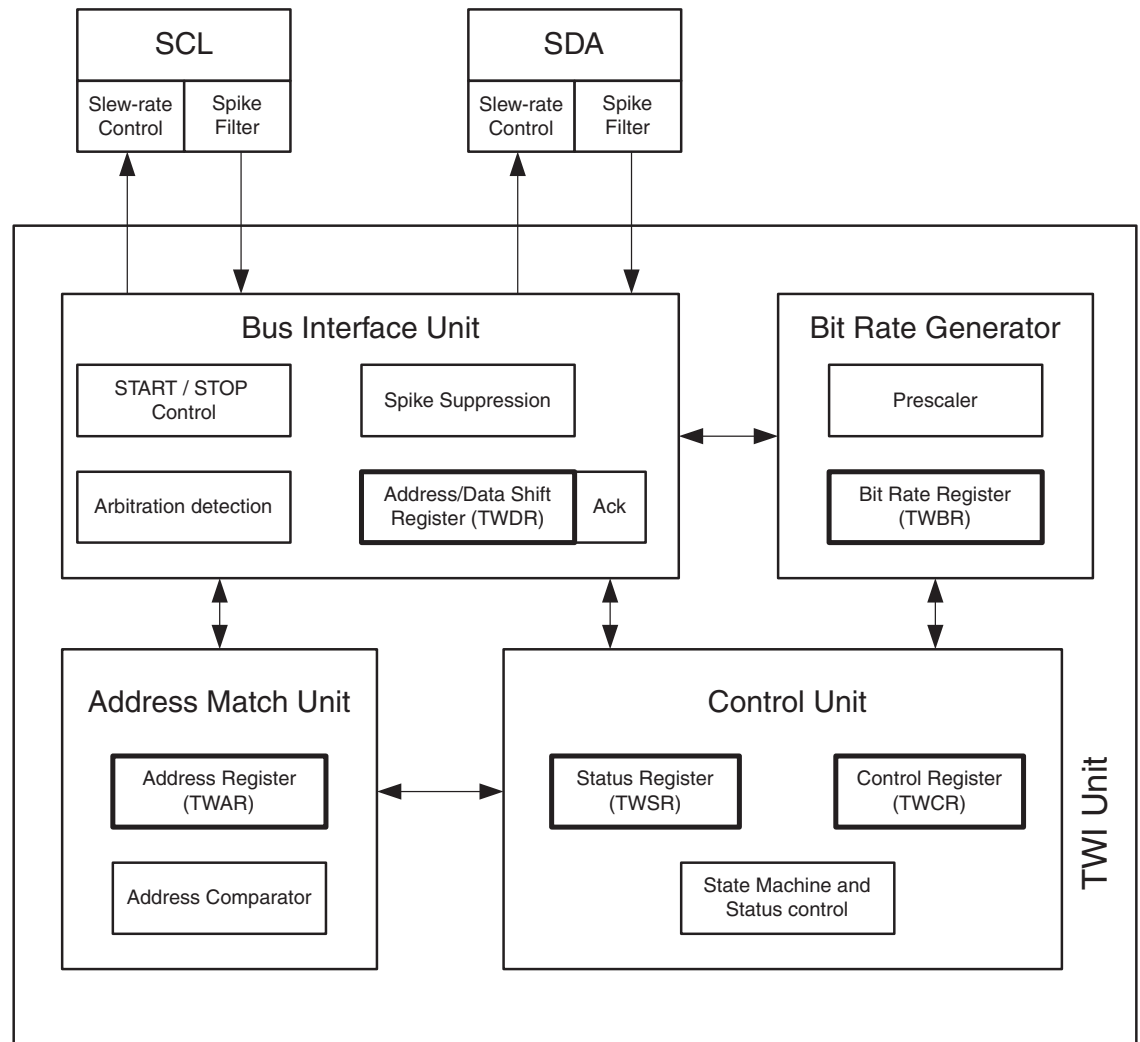 SCL
Slew-rate
Control
Spike
Filter
SDA
Slew-rate
Control
Spike
Filter
Bus Interface Unit
START / STOP
Control
Spike Suppression
Arbitration detection
Address/Data Shift
Register (TWDR)
Ack
Bit Rate Generator
Prescaler
Bit Rate Register
(TWBR)
Address Match Unit
Address Register
(TWAR)
Address Comparator
Control Unit
Status Register
(TWSR)
Control Register
(TWCR)
State Machine and
Status control
TWI Unit